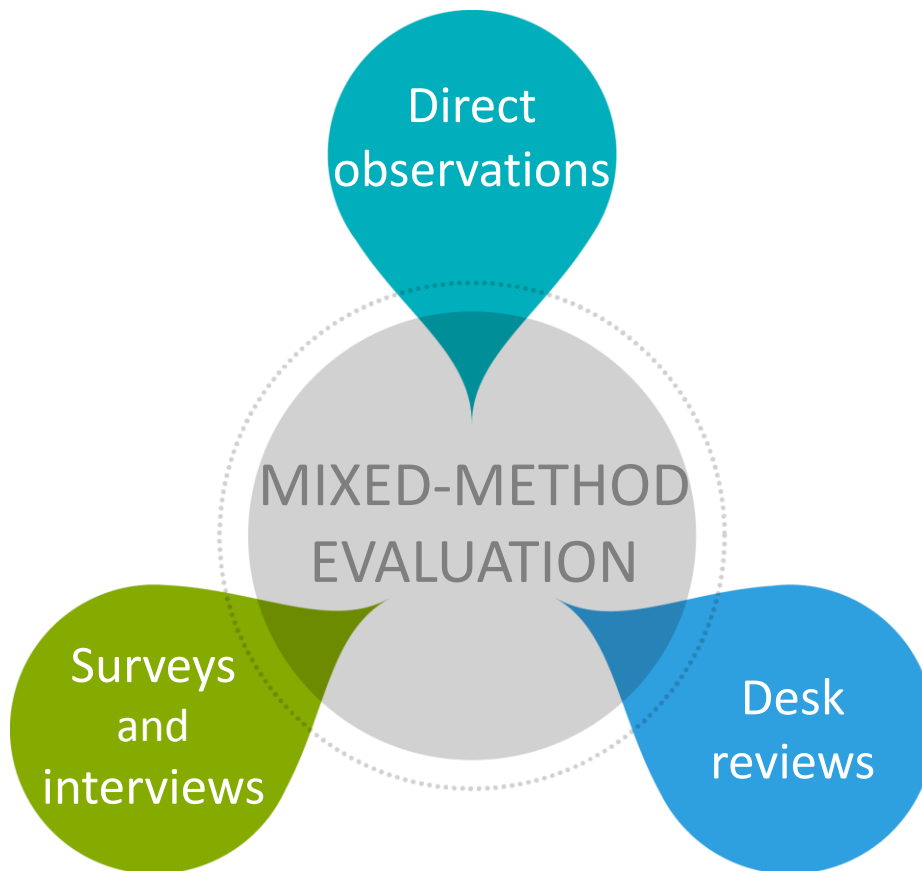 Direct
observations
MIXED-METHOD
EVALUATION
Surveys
and
interviews
Desk
reviews